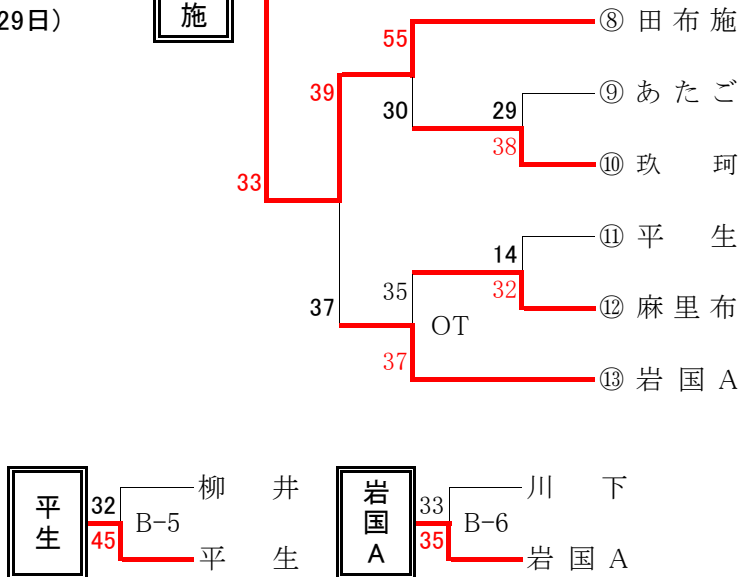 29日）
施
55
⑧ 田布施
39
⑨ あたご
30
29
38
⑩ 玖珂
33
⑪ 平生
14
35
32
37
⑫ 麻里布
OT
37
⑬ 岩国A
平生
32
45
B-5
柳井
平生
岩国A
33
35
B-6
川下
岩国A